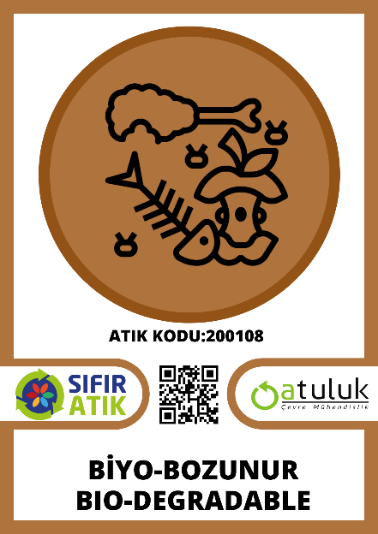 ATIK KODU:200108
SIFIR
ATIK
atuluk
Çevre Mühendislik
BİYO-BOZUNUR
BIO-DEGRADABLE